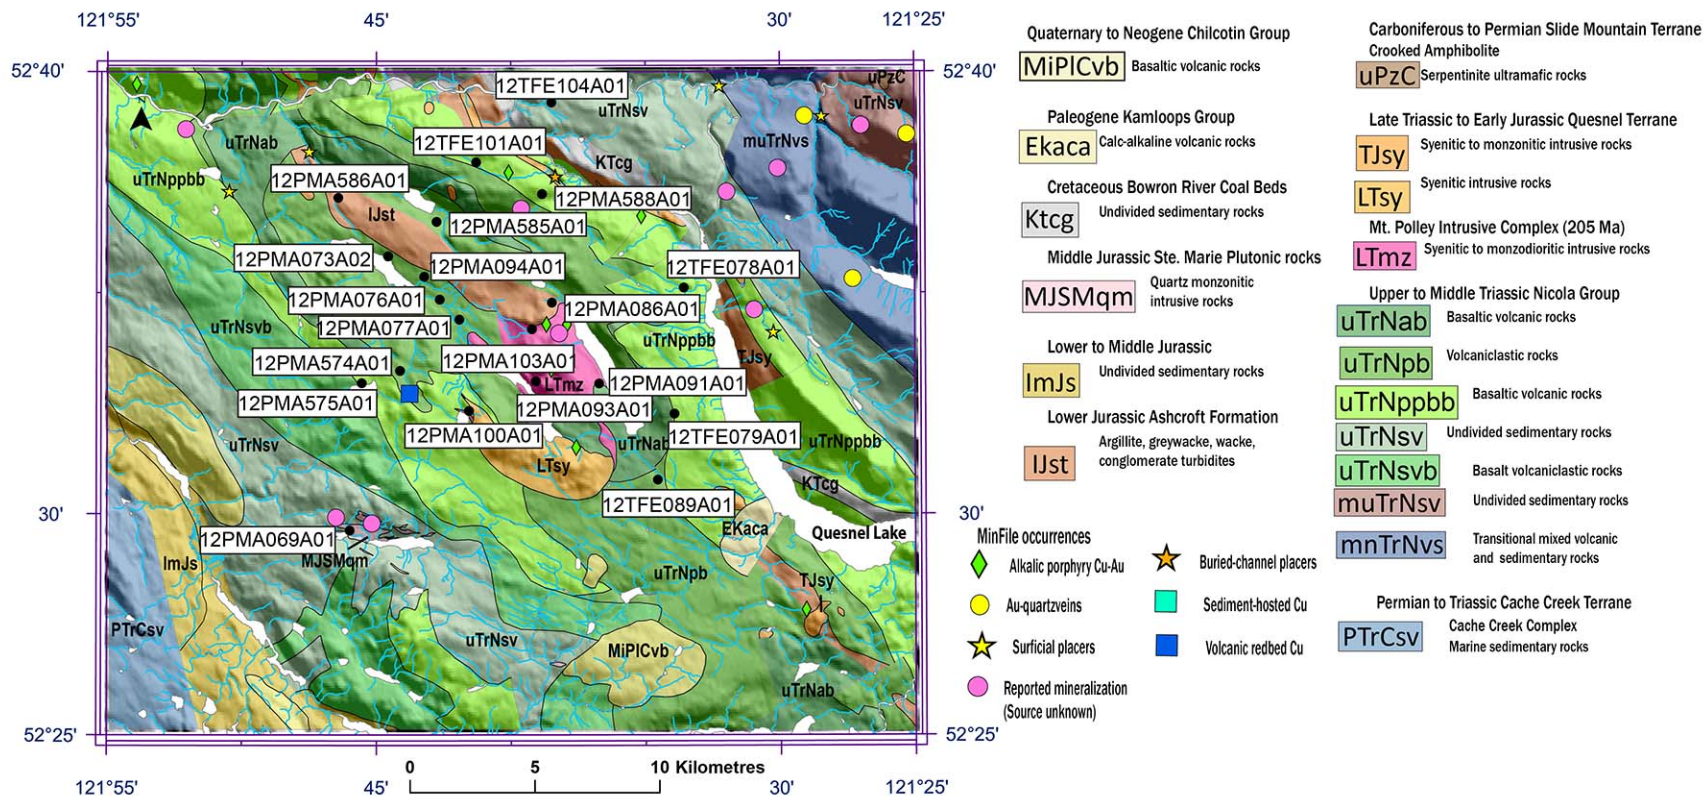 121°55'
45'
30'
121°25'
52°40'
52°40'
12TFE104A01
uPzC
uTrNsv
uTrNsv
12TFE101A01
uTrNab
KTcg
muTrNvs
uTrNppbb
12PMA586A01
12PMA588A01
IJst
12PMA585A01
12PMA073A02
12PMA094A01
12TFE078A01
12PMA076A01
12PMA086A01
uTrNsvb
12PMA077A01
uTrNppbb
12PMA574A01
12PMA103A01
TJsy
LTmz
12PMA091A01
12PMA575A01
12PMA093A01
12PMA100A01
12TFE079A01
uTrNsv
uTrNab
uTrNppbb
LTsy
KTcg
12TFE089A01
30'
30'
EKaca
Quesnel Lake
12PMA069A01
MJSMqm
ImJs
uTrNpb
TJsy
PTrCsv
uTrNsv
MiPlCvb
uTrNab
52°25'
52°25'
121°55'
45'
30'
121°25'
0 5 10 Kilometres
Quaternary to Neogene Chilcotin Group
MiPlCvb Basaltic volcanic rocks
Paleogene Kamloops Group
Ekaca Calc-alkaline volcanic rocks
Cretaceous Bowron River Coal Beds
Ktcg Undivided sedimentary rocks
Middle Jurassic Ste. Marie Plutonic rocks
MJSMqm Quartz monzonitic
intrusive rocks
Lower to Middle Jurassic
ImJs Undivided sedimentary rocks
Lower Jurassic Ashcroft Formation
IJst Argillite, greywacke, wacke,
conglomerate turbidites
MinFile occurrences
Alkalic porphyry Cu-Au
Au-quartzveins
Surficial placers
Reported mineralization
(Source unknown)
Buried-channel placers
Sediment-hosted Cu
Volcanic redbed Cu
Carboniferous to Permian Slide Mountain Terrane
Crooked Amphibolite
uPzC Serpentinite ultramafic rocks
Late Triassic to Early Jurassic Quesnel Terrane
TJsy Syenitic to monzonitic intrusive rocks
LTsy Syenitic intrusive rocks
Mt. Polley Intrusive Complex (205 Ma)
LTmz Syenitic to monzodioritic intrusive rocks
Upper to Middle Triassic Nicola Group
uTrNab Basaltic volcanic rocks
uTrNpb Volcaniclastic rocks
uTrNppbb Basaltic volcanic rocks
uTrNsv Undivided sedimentary rocks
uTrNsvb Basalt volcaniclastic rocks
muTrNsv Undivided sedimentary rocks
mnTrNvs Transitional mixed volcanic
and sedimentary rocks
Permian to Triassic Cache Creek Terrane
Cache Creek Complex
PTrCsv Marine sedimentary rocks